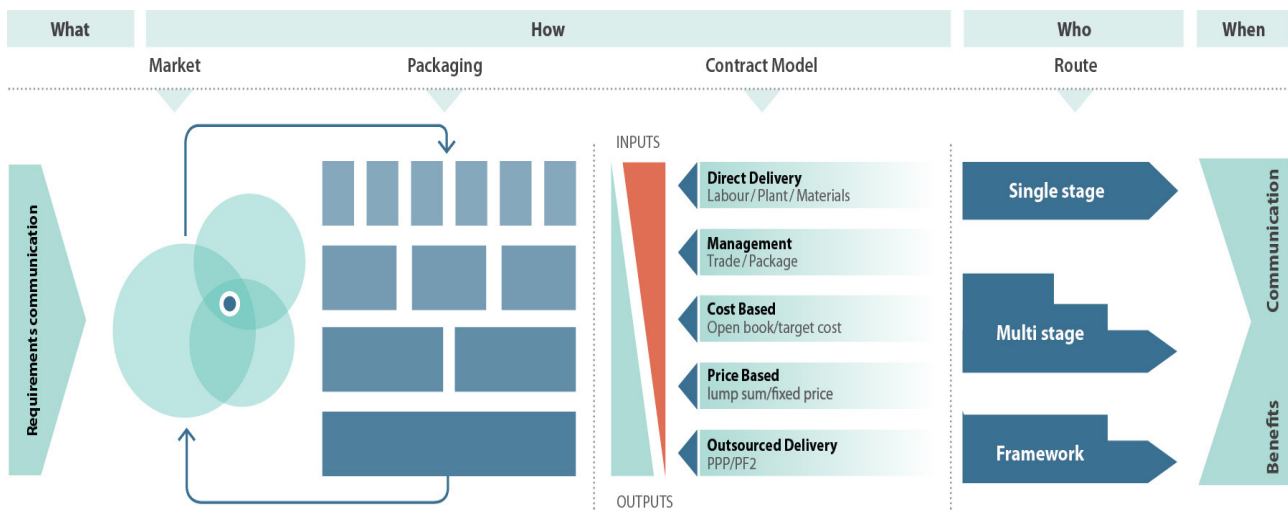 What
How
Who
When
Market
Packaging
Contract Model
Route
Requirements communication
INPUTS
Direct Delivery
Labour / Plant / Materials
Management
Trade / Package
Cost Based
Open book/target cost
Price Based
lump sum/fixed price
Outsourced Delivery
PPP/PF2
OUTPUTS
Single stage
Multi stage
Framework
Communication
Benefits